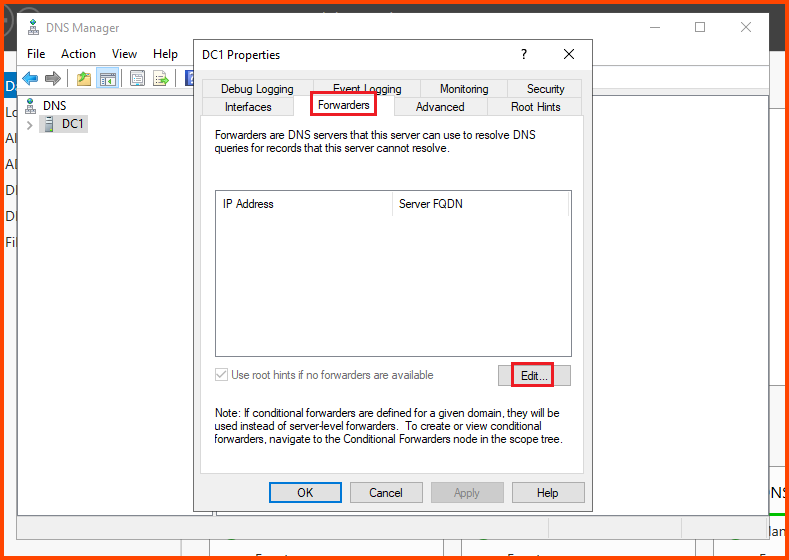 DNS Manager
File Action View Help
DNS
DC1
DC1 Properties
? 
Debug Logging Event Logging Monitoring Security
Interfaces Forwarders Advanced Root Hints
Forwarders are DNS servers that this server can use to resolve DNS
queries for records that this server cannot resolve.
IP Address Server FQDN
Use root hints if no forwarders are available
Edit...
Note: If conditional forwarders are defined for a given domain, they will be
used instead of server-level forwarders. To create or view conditional
forwarders, navigate to the Conditional Forwarders node in the scope tree.
OK Cancel Apply Help